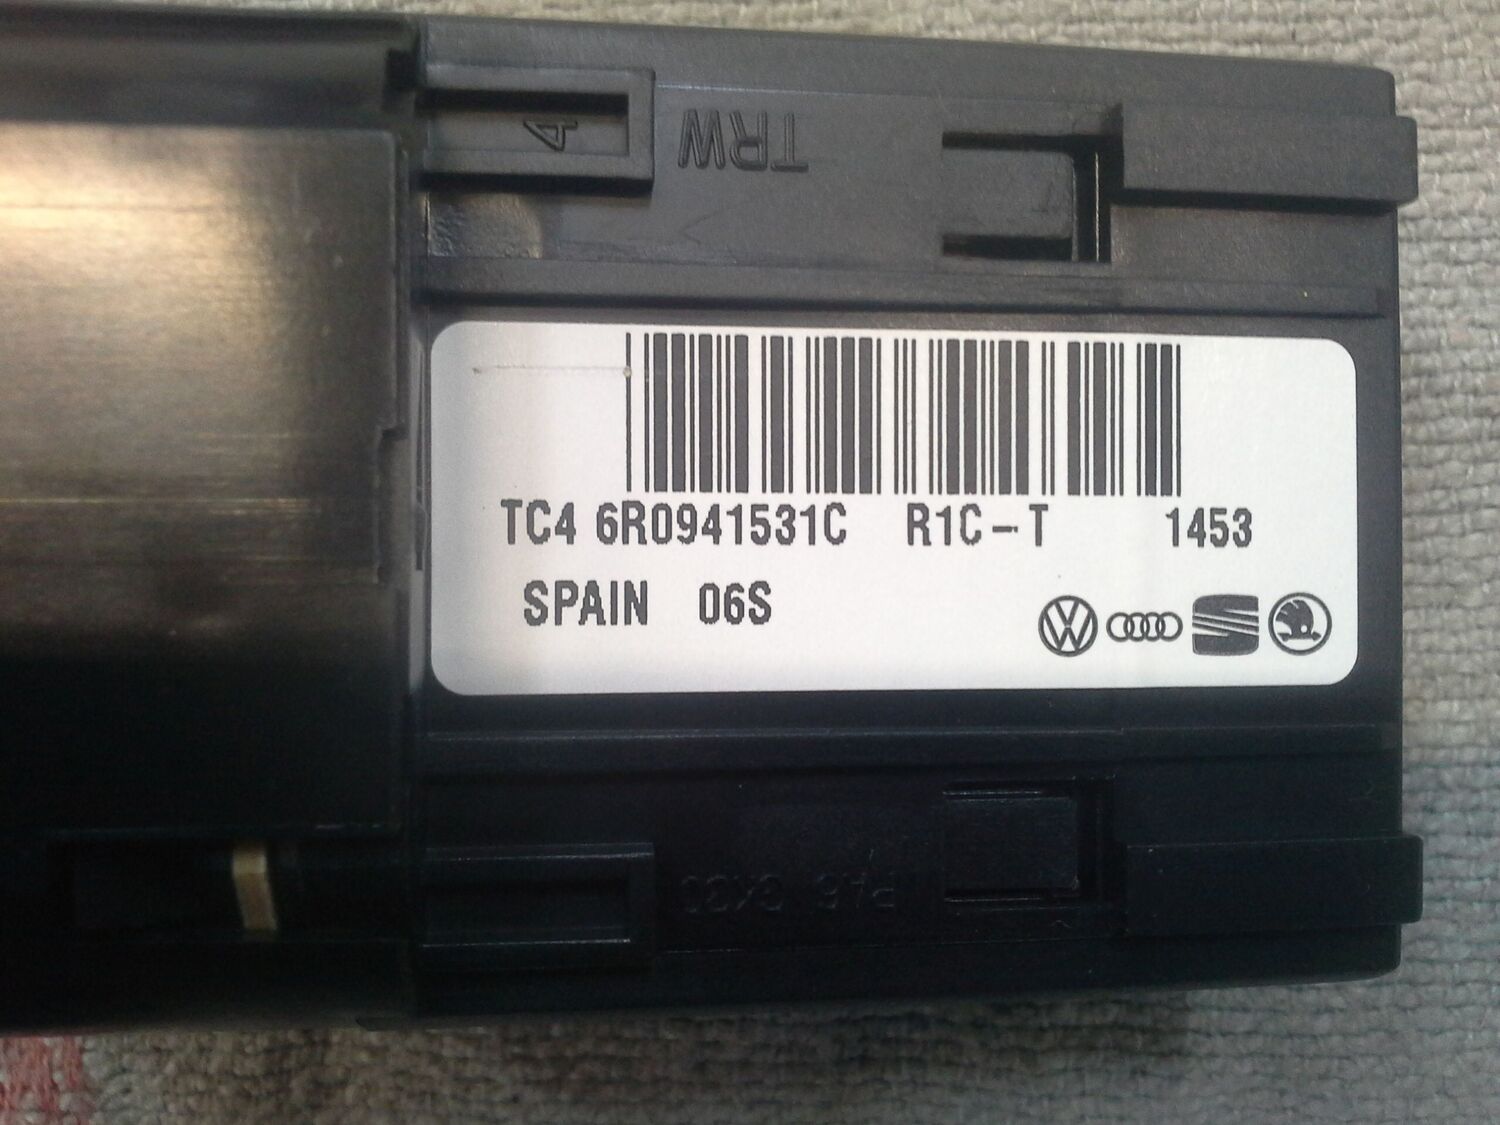 4
TRW
TC4 6R0941531C R1C-T 1453
SPAIN 06S